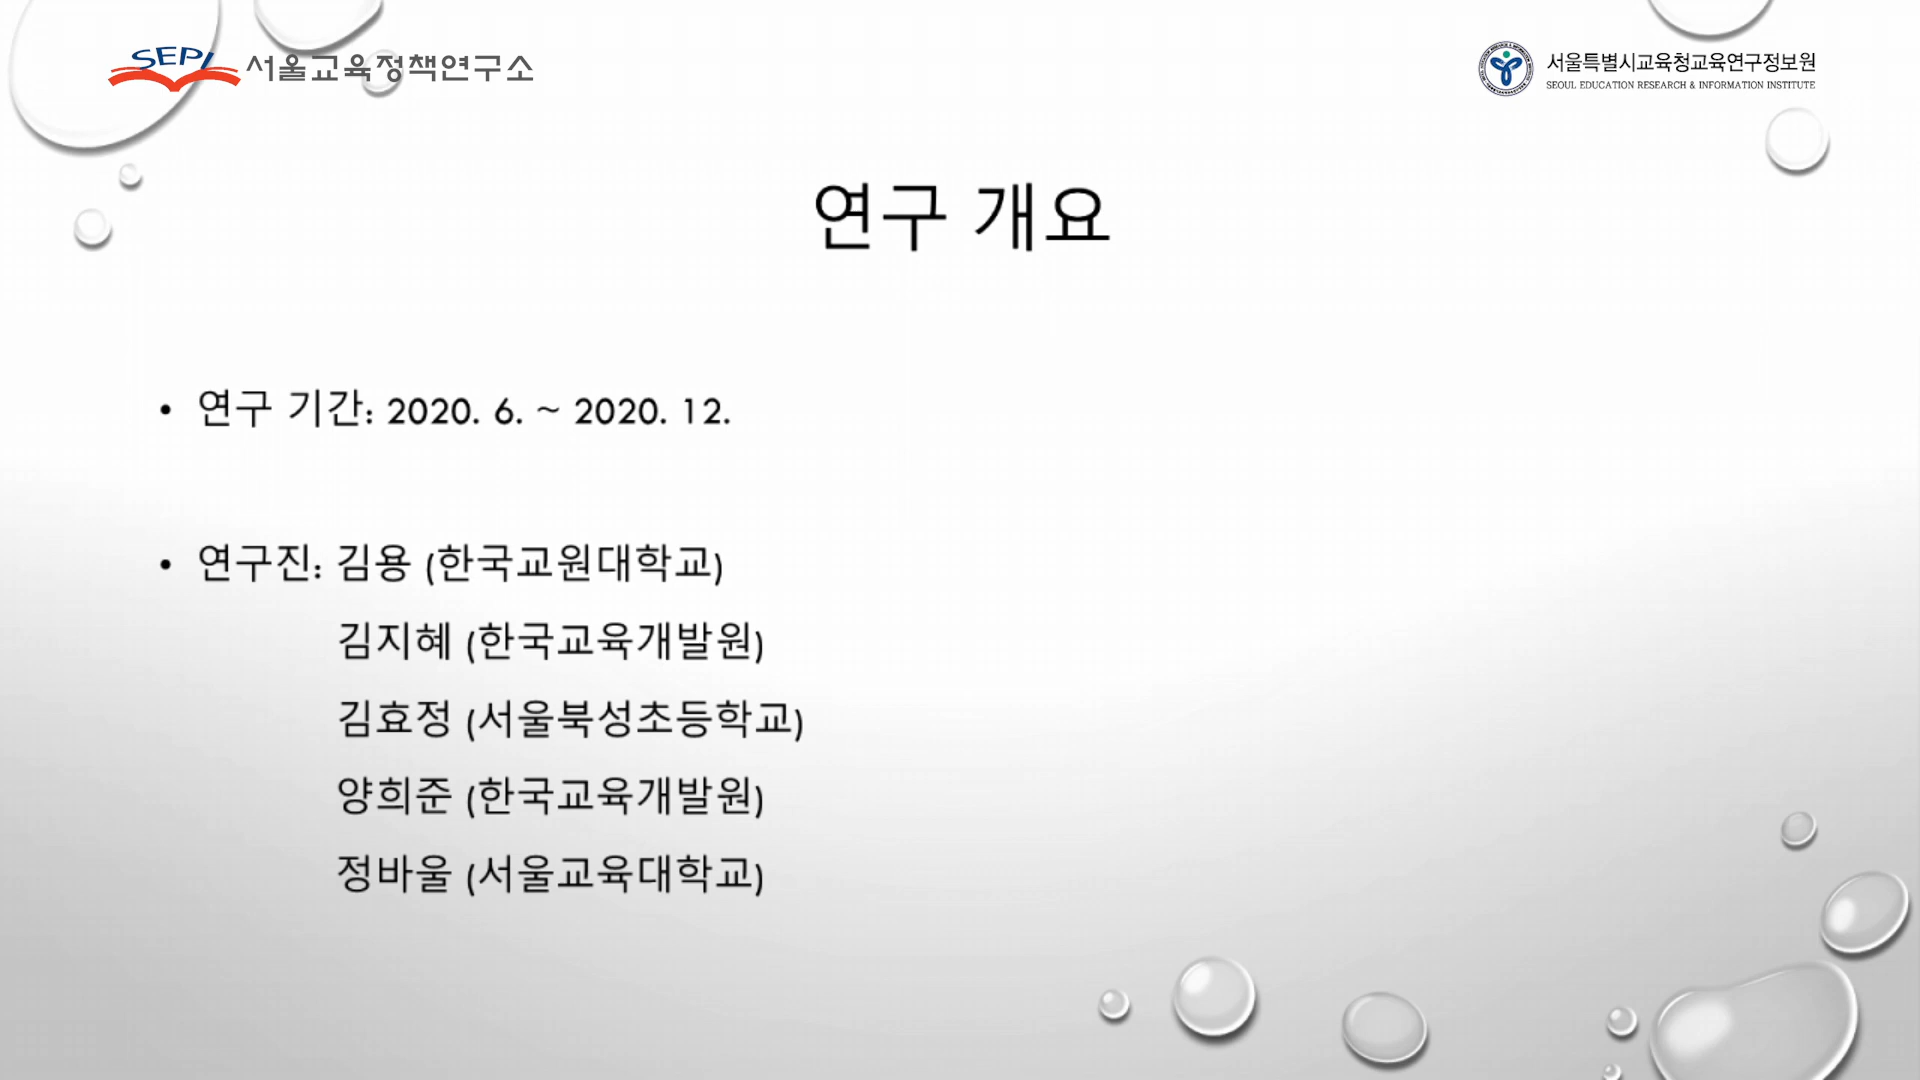 SEPI 서울교육정책연구소
서울특별시교육청교육연구정보원
SEOUL EDUCATION RESEARCH & INFORMATION INSTITUTE
연구 개요
• 연구 기간: 2020. 6. ~ 2020. 12.
• 연구진: 김용 (한국교원대학교)
김지혜 (한국교육개발원)
김효정 (서울북성초등학교)
양희준 (한국교육개발원)
정바울 (서울교육대학교)